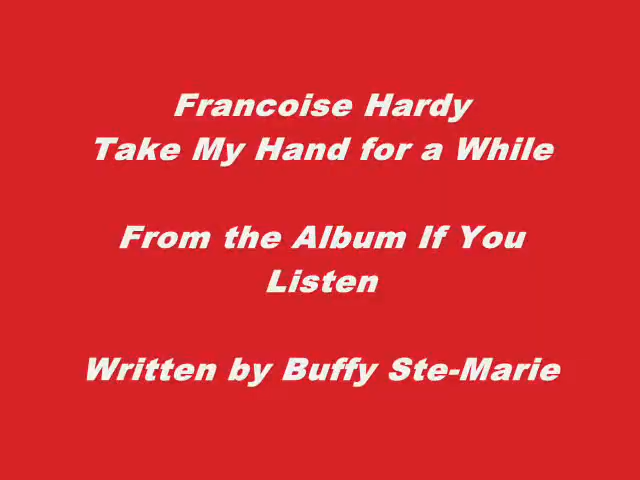 Francoise Hardy
Take My Hand for a While
From the Album If You
Listen
Written by Buffy Ste-Marie